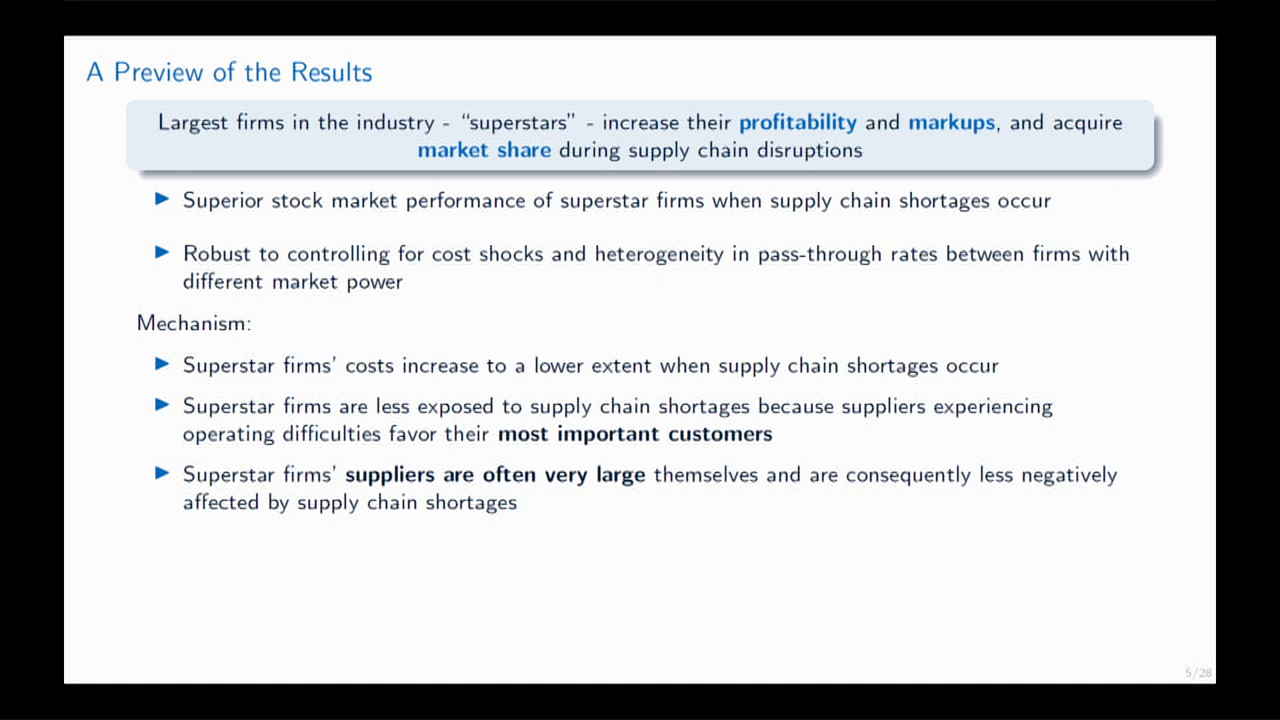 A Preview of the Results
Largest firms in the industry - “superstars” - increase their profitability and markups, and acquire
market share during supply chain disruptions
▶ Superior stock market performance of superstar firms when supply chain shortages occur
▶ Robust to controlling for cost shocks and heterogeneity in pass-through rates between firms with
different market power
Mechanism:
▶ Superstar firms’ costs increase to a lower extent when supply chain shortages occur
▶ Superstar firms are less exposed to supply chain shortages because suppliers experiencing
operating difficulties favor their most important customers
▶ Superstar firms’ suppliers are often very large themselves and are consequently less negatively
affected by supply chain shortages
5/28